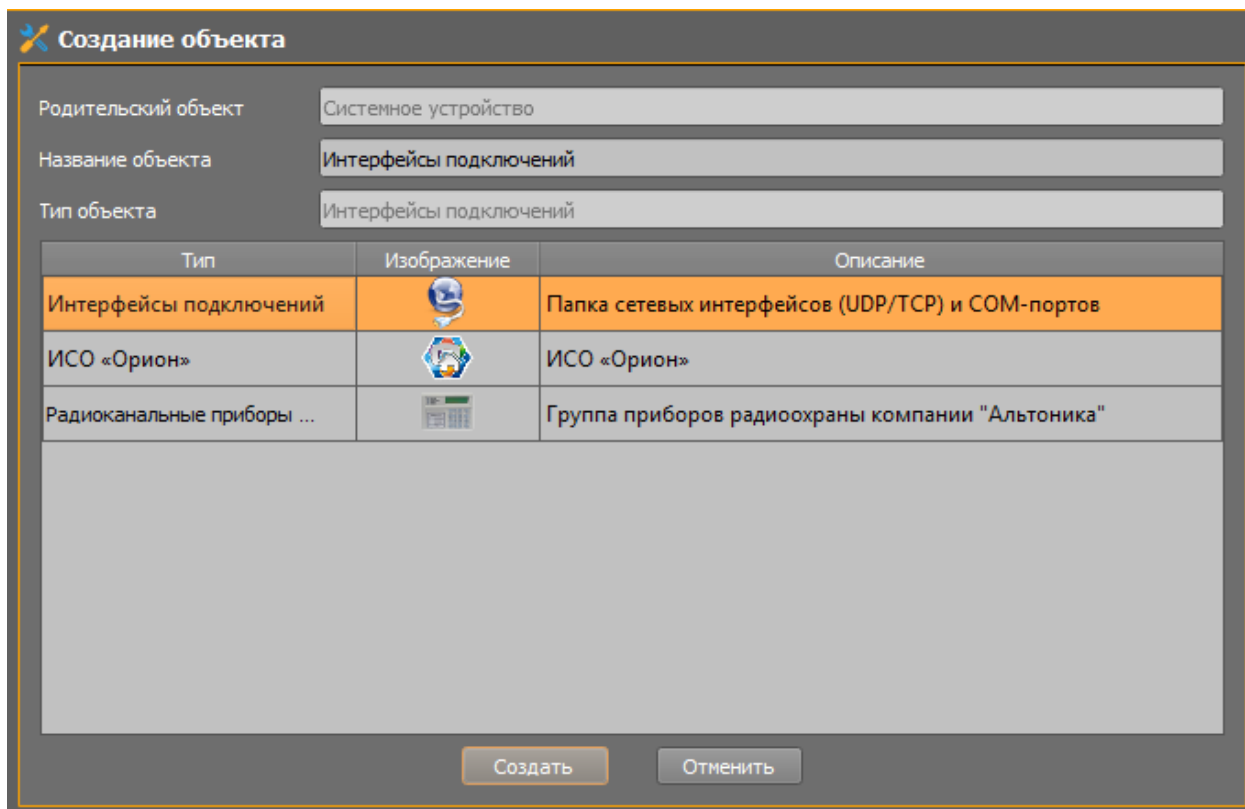 Создание объекта
Родительский объект Системное устройство
Название объекта Интерфейсы подключений
Тип объекта Интерфейсы подключений
Тип Изображение Описание
Интерфейсы подключений Папка сетевых интерфейсов (UDP/TCP) и COM-портов
ИСО «Орион» ИСО «Орион»
Радиоканальные приборы ... Группа приборов радиоохраны компании "Альтоника"
Создать Отменить